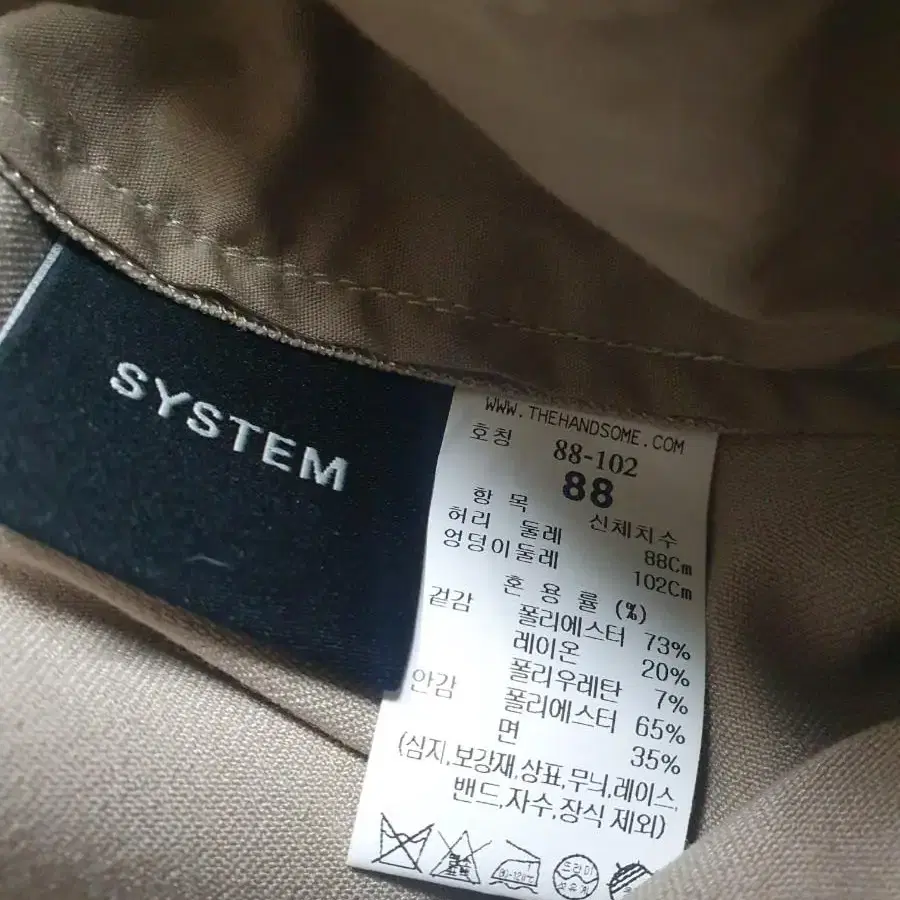 SYSTEM
WWW.THEHANDSOME.COM
호칭 88-102
88
항 목 신체치수
허리 둘레 88Cm
엉덩이둘레 102Cm
혼 용 률 (%)
겉감 폴리에스터 73%
레이온 20%
폴리우레탄 7%
안감 폴리에스터 65%
면 35%
(심지,보강재,상표,무늬,레이스,
밴드,자수,장식 제외)
드라이